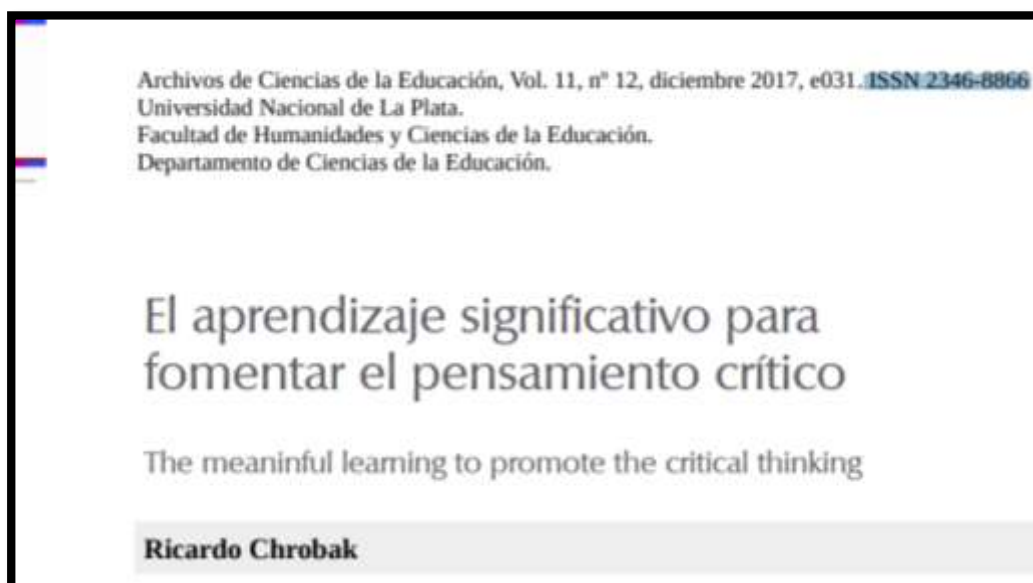 Archivos de Ciencias de la Educación, Vol. 11, nº 12, diciembre 2017, e031. ISSN 2346-8866
Universidad Nacional de La Plata.
Facultad de Humanidades y Ciencias de la Educación.
Departamento de Ciencias de la Educación.
El aprendizaje significativo para
fomentar el pensamiento crítico
The meaninful learning to promote the critical thinking
Ricardo Chrobak